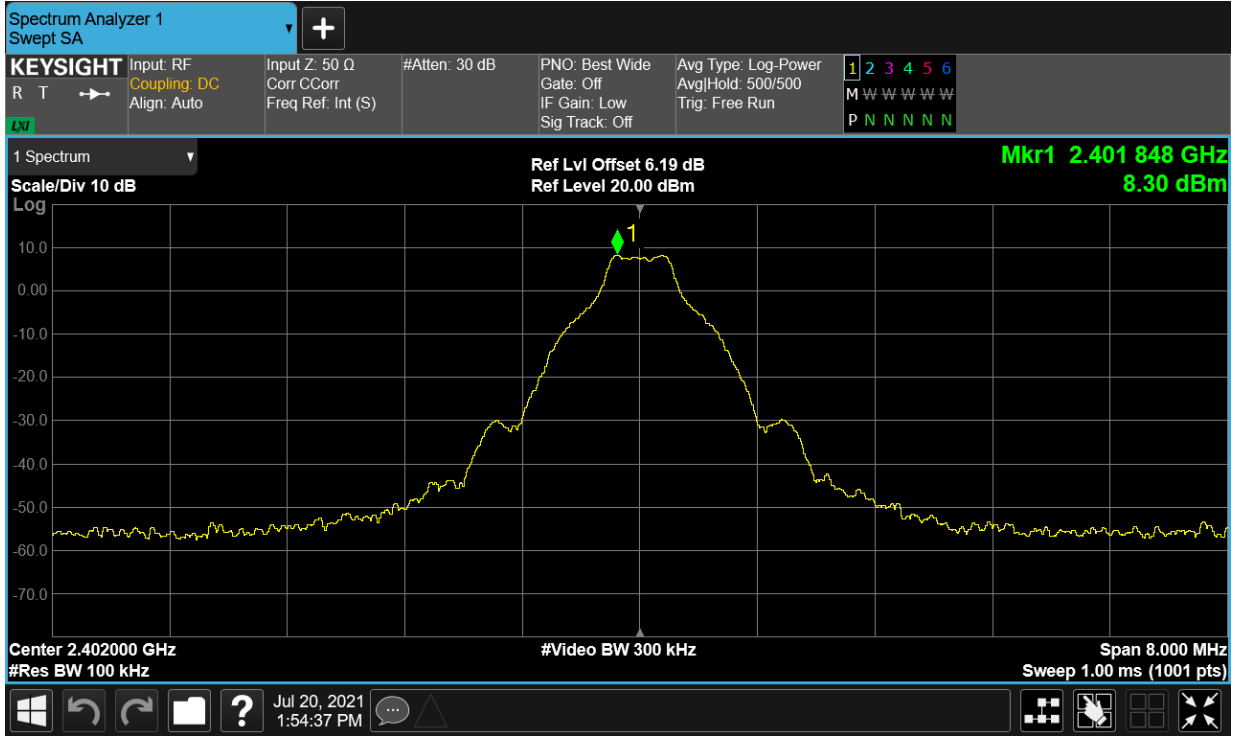 Spectrum Analyzer 1
Swept SA
KEYSIGHT
R T
LXI
Input: RF
Coupling: DC
Align: Auto
Input Z: 50 Ω
Corr CCorr
Freq Ref: Int (S)
#Atten: 30 dB
PNO: Best Wide
Gate: Off
IF Gain: Low
Sig Track: Off
Avg Type: Log-Power
Avg|Hold: 500/500
Trig: Free Run
1 2 3 4 5 6
M W W W W W
P N N N N N N
1 Spectrum
Scale/Div 10 dB
Log
Ref Lvl Offset 6.19 dB
Ref Level 20.00 dBm
Mkr1 2.401 848 GHz
8.30 dBm
1
10.0
0.00
-10.0
-20.0
-30.0
-40.0
-50.0
-60.0
-70.0
Center 2.402000 GHz
#Video BW 300 kHz
Span 8.000 MHz
#Res BW 100 kHz
Sweep 1.00 ms (1001 pts)
?
Jul 20, 2021
1:54:37 PM